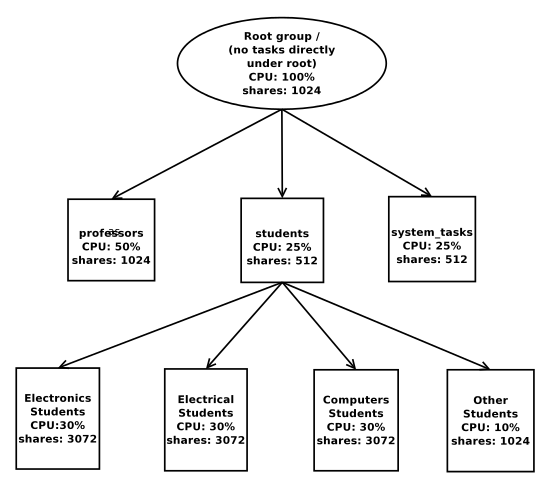 Root group /
(no tasks directly
under root)
CPU: 100%
shares: 1024
professors
CPU: 50%
shares: 1024
students
CPU: 25%
shares: 512
system_tasks
CPU: 25%
shares: 512
Electronics
Students
CPU:30%
shares: 3072
Electrical
Students
CPU: 30%
shares: 3072
Computers
Students
CPU: 30%
shares: 3072
Other
Students
CPU: 10%
shares: 1024